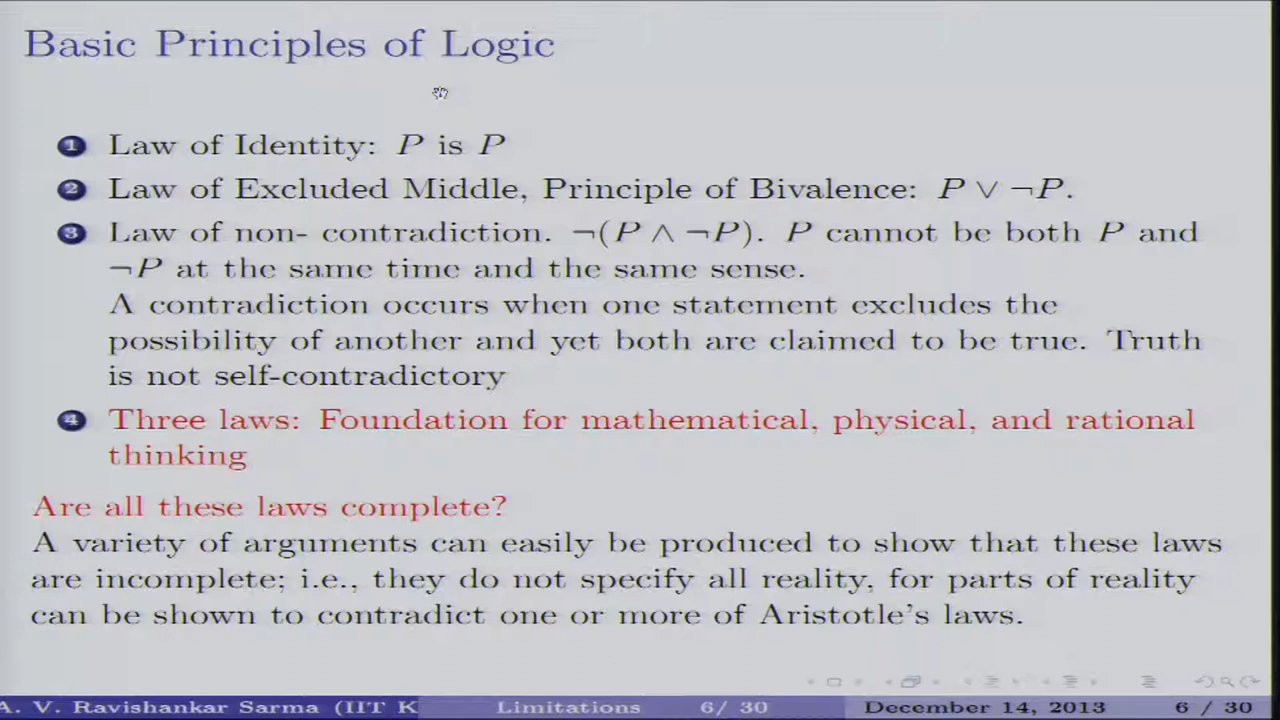 Basic Principles of Logic
1 Law of Identity: P is P
2 Law of Excluded Middle, Principle of Bivalence: P ∨ ¬P.
3 Law of non- contradiction. ¬(P ∧ ¬P). P cannot be both P and
¬P at the same time and the same sense.
A contradiction occurs when one statement excludes the
possibility of another and yet both are claimed to be true. Truth
is not self-contradictory
4 Three laws: Foundation for mathematical, physical, and rational
thinking
Are all these laws complete?
A variety of arguments can easily be produced to show that these laws
are incomplete; i.e., they do not specify all reality, for parts of reality
can be shown to contradict one or more of Aristotle's laws.
A. V. Ravishankar Sarma (IIT K Limitations 6/ 30 December 14, 2013 6 / 30